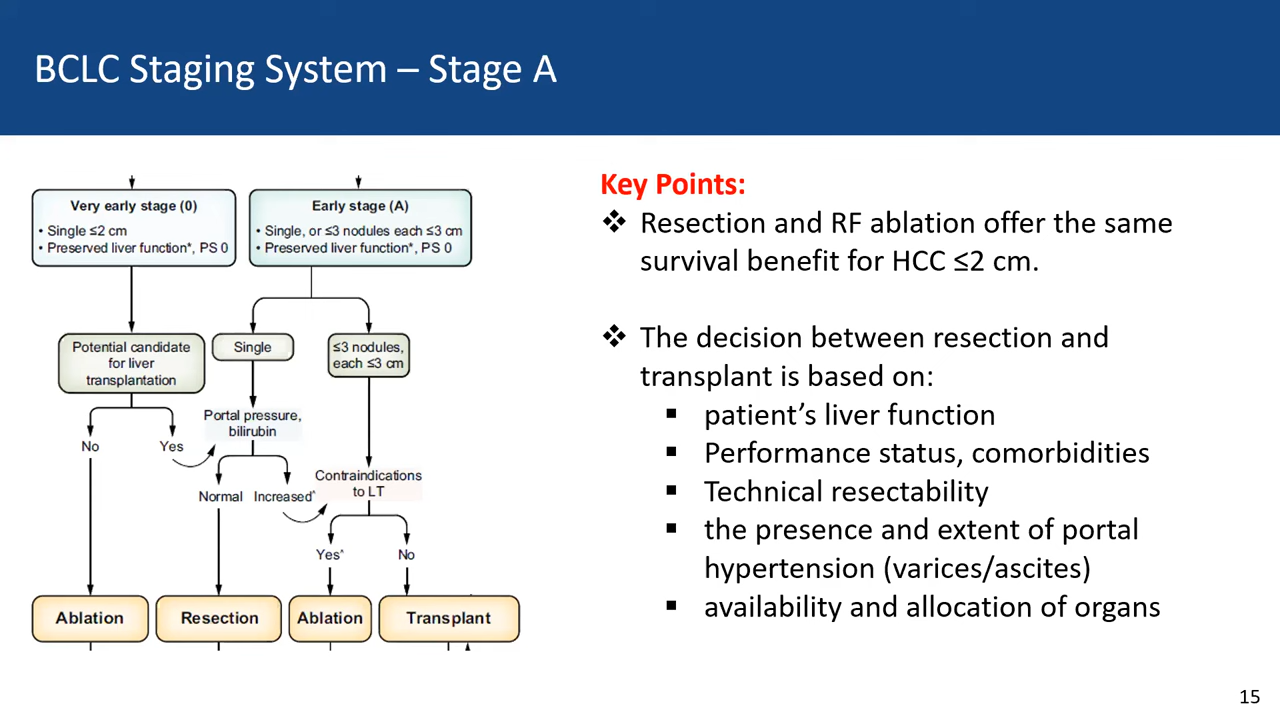 BCLC Staging System – Stage A
Very early stage (0)
• Single ≤2 cm
• Preserved liver function*, PS 0
Early stage (A)
• Single, or ≤3 nodules each ≤3 cm
• Preserved liver function*, PS 0
Potential candidate
for liver
transplantation
Single
≤3 nodules,
each ≤3 cm
Portal pressure,
bilirubin
No
Yes
Normal
Increased^
Contraindications
to LT
Yes^
No
Ablation
Resection
Ablation
Transplant
Key Points:
❖ Resection and RF ablation offer the same
survival benefit for HCC ≤2 cm.
❖ The decision between resection and
transplant is based on:
▪ patient’s liver function
▪ Performance status, comorbidities
▪ Technical resectability
▪ the presence and extent of portal
hypertension (varices/ascites)
▪ availability and allocation of organs
15